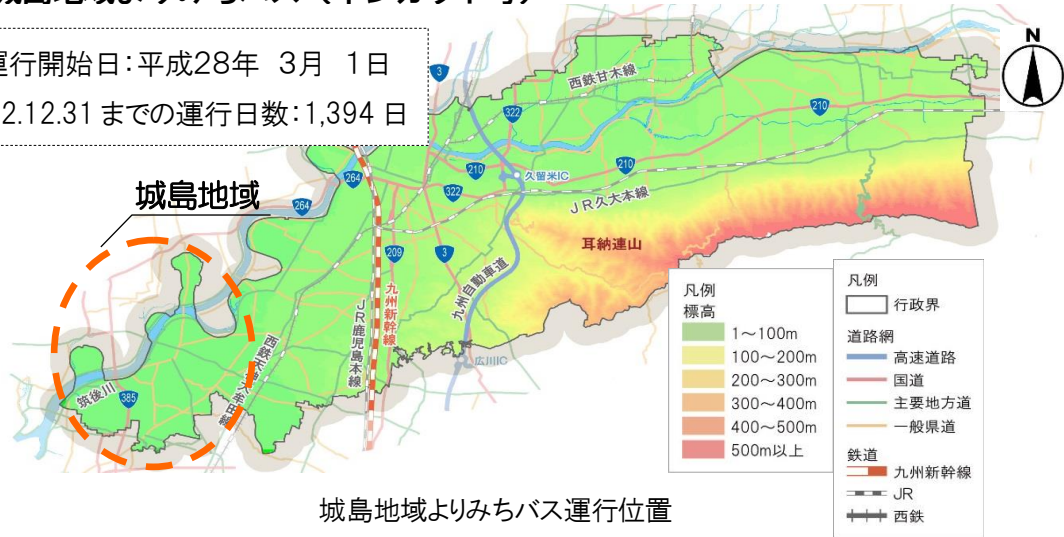 運行開始日：平成28年 3月 1日
2.12.31 までの運行日数：1,394 日
城島地域
N
3
西鉄甘木線
322
210
264
210
久留米IC
210
322
JR久大本線
264
耳納連山
209
3
九州自動車道
九州新幹線
JR鹿児島本線
西鉄天神大牟田線
広川IC
筑後川
385
凡例
標高
1～100m
100～200m
200～300m
300～400m
400～500m
500m以上
凡例
行政界
道路網
高速道路
国道
主要地方道
一般県道
鉄道
九州新幹線
JR
西鉄
城島地域よりみちバス運行位置